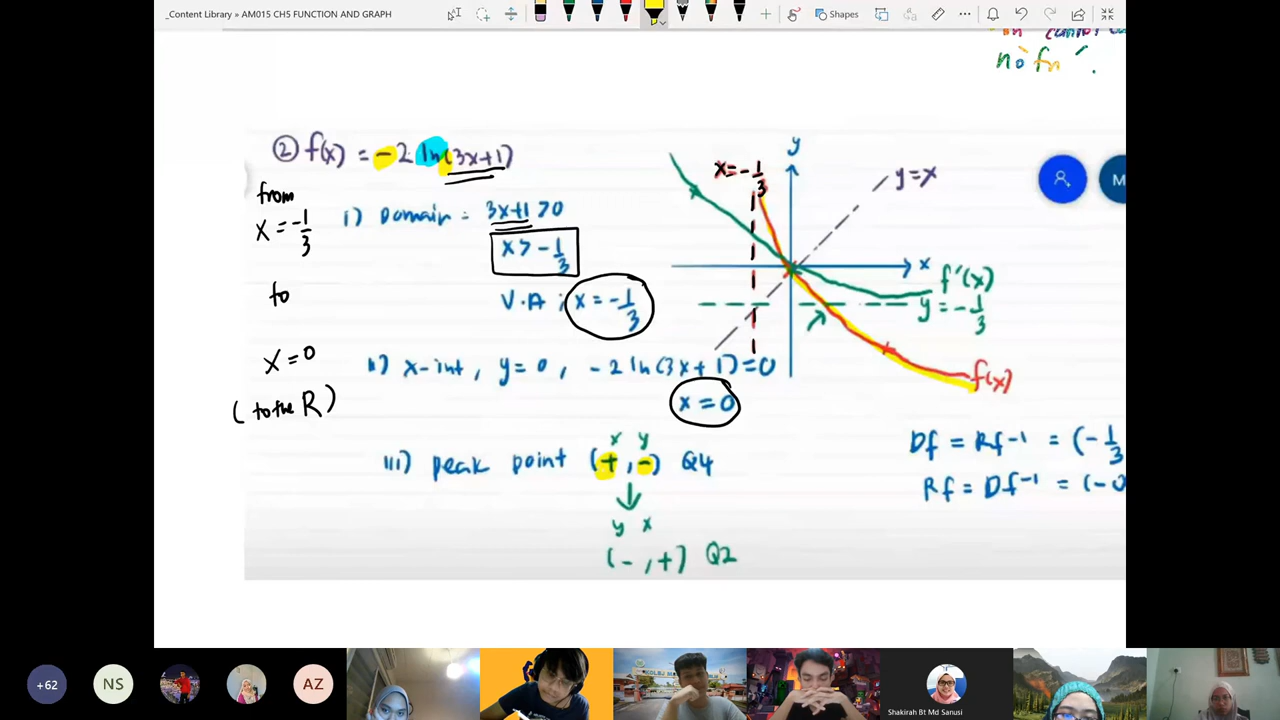 _Content Library » AM015 CH5 FUNCTION AND GRAPH
Shapes
no fn
② f(x) = -2 ln(3x+1)
from
x = -1/3
to
x = 0
(to the R)
i) Domain = 3x+1 > 0
x > -1/3
V.A ; x = -1/3
ii) x-int, y=0, -2 ln(3x+1)=0
x = 0
iii) peak point (+, -) Q4
x y
y x
(-, +) Q2
x = -1/3
y
y=x
x
f'(x)
y = -1/3
f(x)
Df = Rf-1 = (-1/3
Rf = Df-1 = (-
M
+62
NS
AZ
Shakirah Bt Md Sanusi